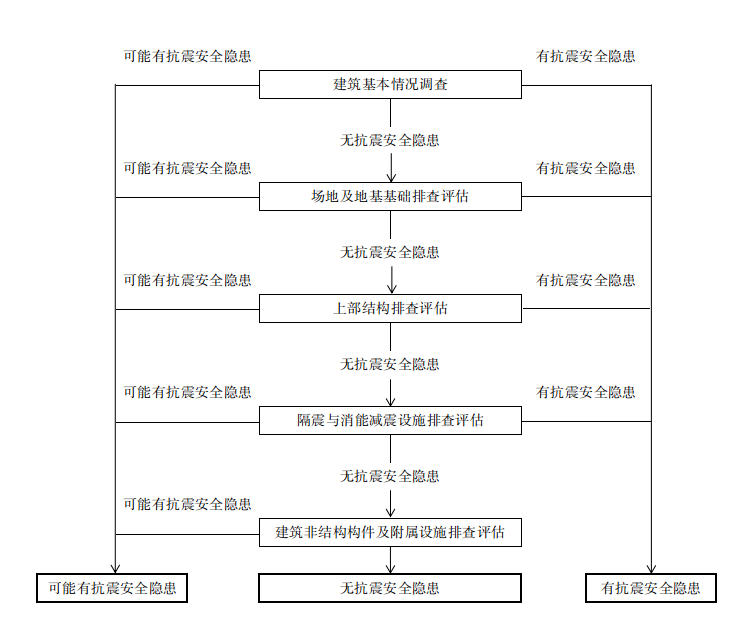 可能有抗震安全隐患
有抗震安全隐患
建筑基本情况调查
无抗震安全隐患
可能有抗震安全隐患
有抗震安全隐患
场地及地基基础排查评估
无抗震安全隐患
可能有抗震安全隐患
有抗震安全隐患
上部结构排查评估
无抗震安全隐患
可能有抗震安全隐患
有抗震安全隐患
隔震与消能减震设施排查评估
无抗震安全隐患
可能有抗震安全隐患
建筑非结构构件及附属设施排查评估
可能有抗震安全隐患
无抗震安全隐患
有抗震安全隐患